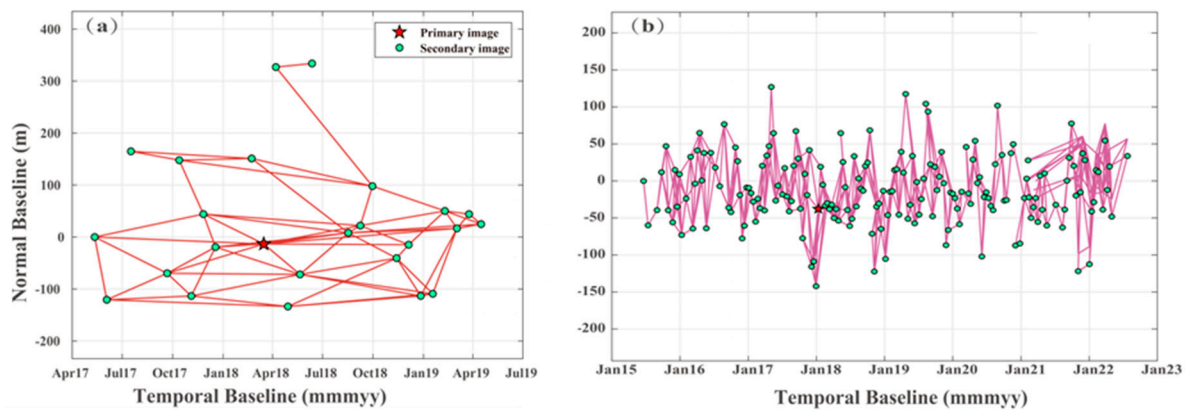 (a)
Primary image
Secondary image
400
300
200
100
0
-100
-200
Normal Baseline (m)
Apr17 Jul17 Oct17 Jan18 Apr18 Jul18 Oct18 Jan19 Apr19 Jul19
Temporal Baseline (mmmyy)
(b)
200
150
100
50
0
-50
-100
-150
-200
Jan15 Jan16 Jan17 Jan18 Jan19 Jan20 Jan21 Jan22 Jan23
Temporal Baseline (mmmyy)